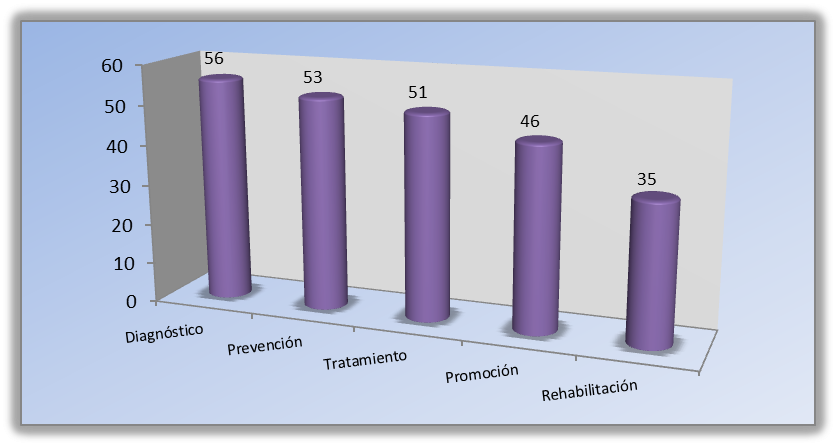 60
50
40
30
20
10
0
56
53
51
46
35
Diagnóstico
Prevención
Tratamiento
Promoción
Rehabilitación